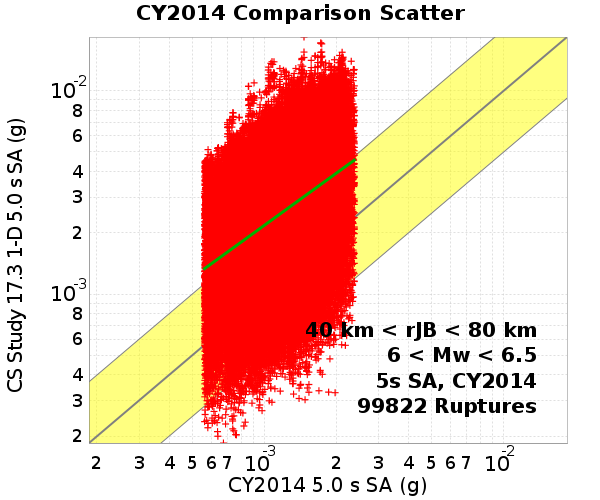 CY2014 Comparison Scatter
CS Study 17.3 1-D 5.0 s SA (g)
10-2
8
6
4
3
2
10-3
8
6
4
3
2
40 km < rJB < 80 km
6 < Mw < 6.5
5s SA, CY2014
99822 Ruptures
2 3 4 5 6 7 10-3 2 3 4 5 6 7 10-2
CY2014 5.0 s SA (g)